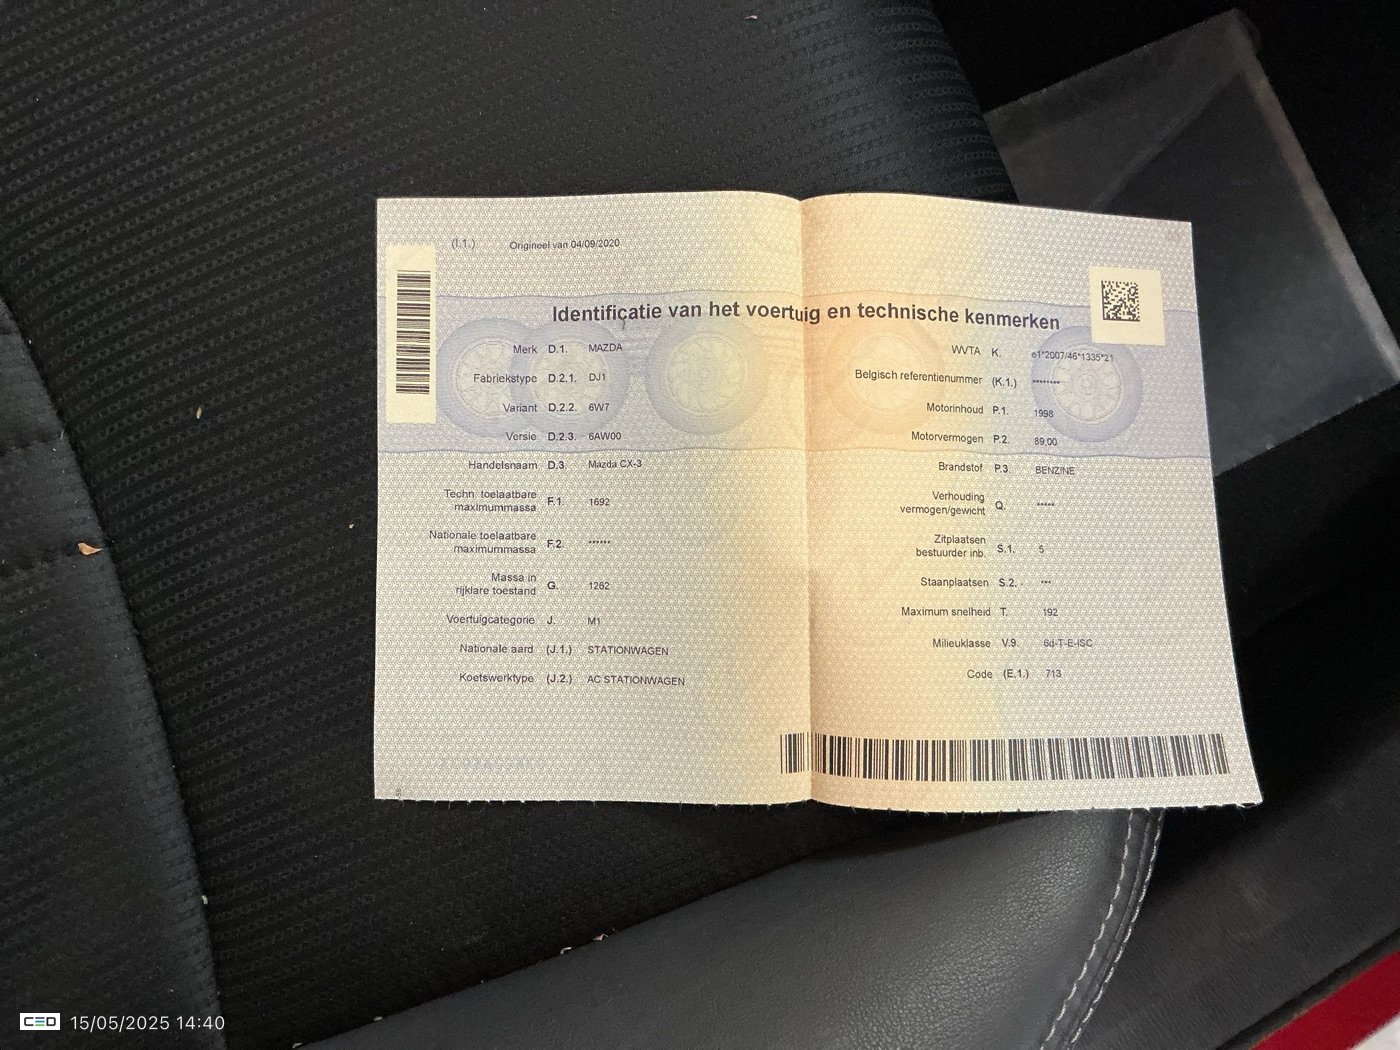 (I.1.) Origineel van 04/09/2020
Identificatie van het voertuig en technische kenmerken
Merk D.1. MAZDA
Fabriekstype D.2.1. DJ1
Variant D.2.2. 6W7
Versie D.2.3. 6AW00
Handelsnaam D.3. Mazda CX-3
Techn. toelaatbare
maximummassa F.1. 1692
Nationale toelaatbare
maximummassa F.2. ******
Massa in
rijklare toestand G. 1262
Voertuigcategorie J. M1
Nationale aard (J.1.) STATIONWAGEN
Koetswerktype (J.2.) AC STATIONWAGEN
WVTA K. e1*2007/46*1335*21
Belgisch referentienummer (K.1.) ********
Motorinhoud P.1. 1998
Motorvermogen P.2. 89,00
Brandstof P.3. BENZINE
Verhouding
vermogen/gewicht Q. *****
Zitplaatsen
bestuurder inb. S.1. 5
Staanplaatsen S.2. ***
Maximum snelheid T. 192
Milieuklasse V.9. 6d-T-E-ISC
Code (E.1.) 713
CED 15/05/2025 14:40